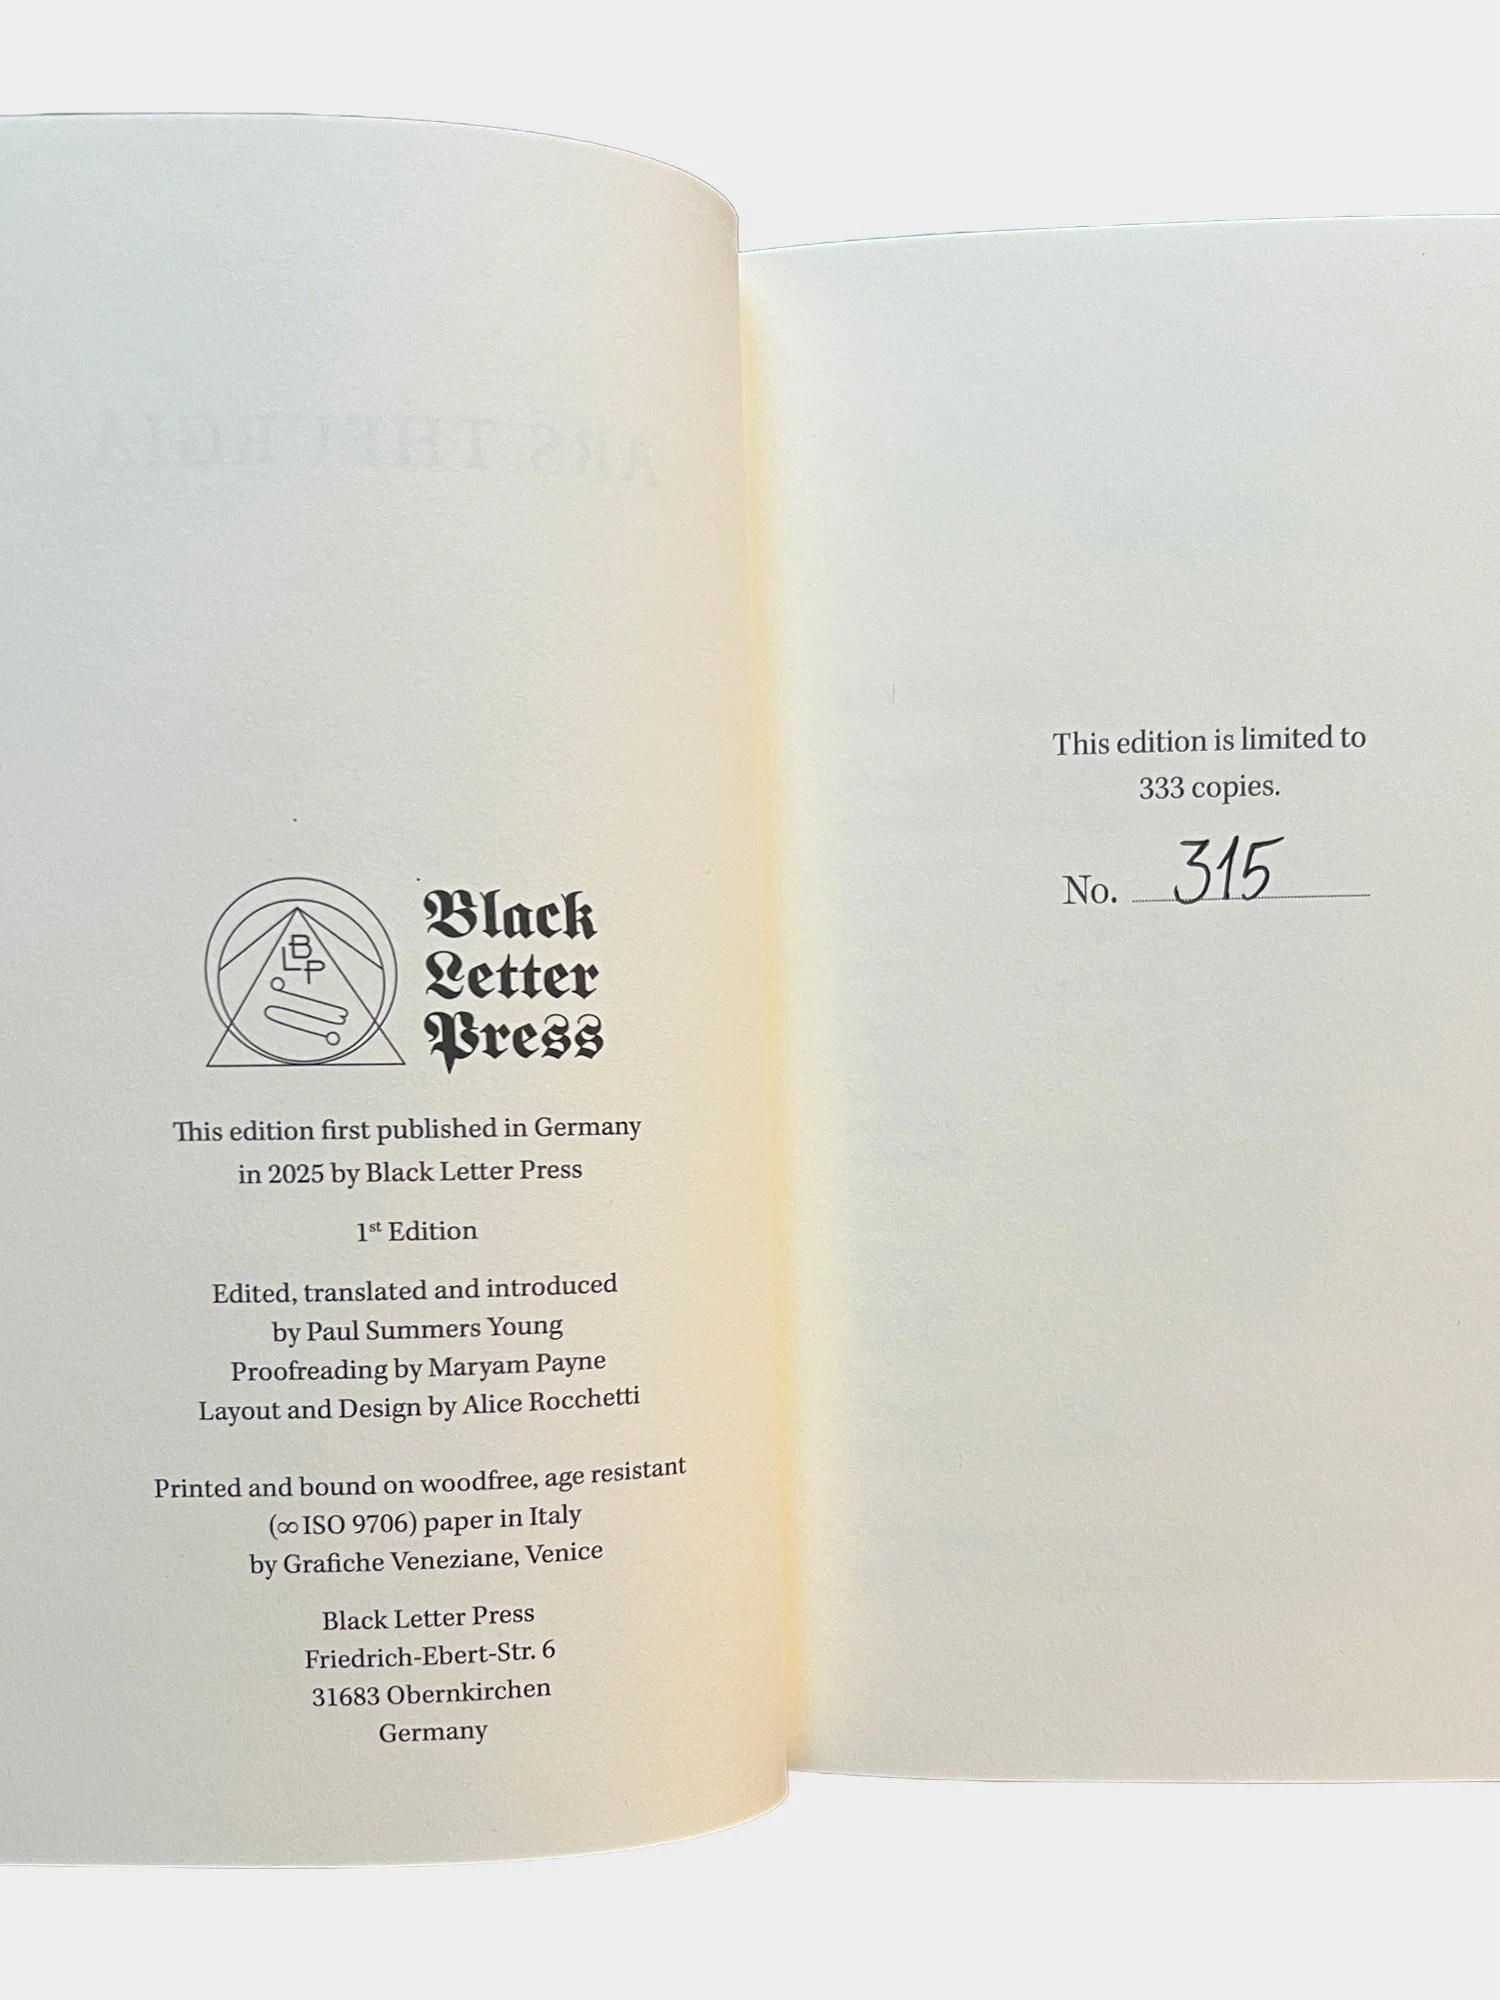 ARS THEURGIA
LBP
Black
Letter
Press
This edition first published in Germany
in 2025 by Black Letter Press
1st Edition
Edited, translated and introduced
by Paul Summers Young
Proofreading by Maryam Payne
Layout and Design by Alice Rocchetti
Printed and bound on woodfree, age resistant
(∞ ISO 9706) paper in Italy
by Grafiche Veneziane, Venice
Black Letter Press
Friedrich-Ebert-Str. 6
31683 Obernkirchen
Germany
This edition is limited to
333 copies.
No. 315